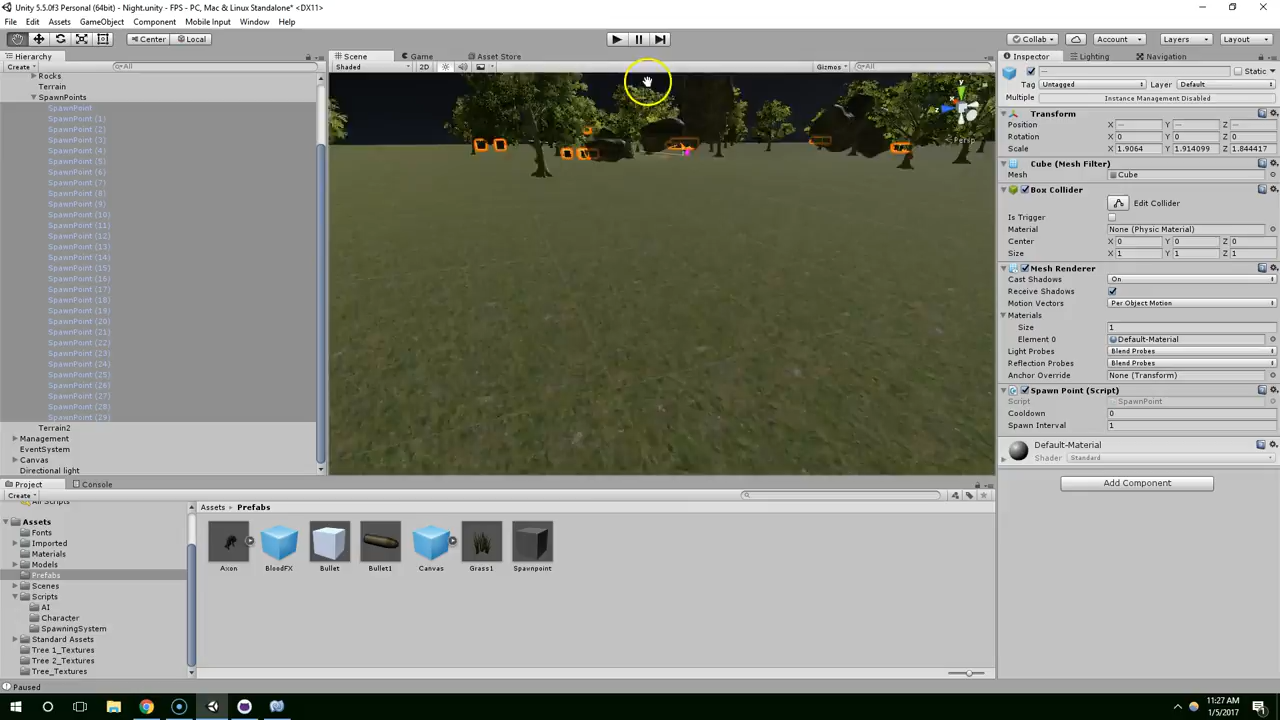 Unity 5.5.0f3 Personal (64bit) - Night.unity - FPS - PC, Mac & Linux Standalone* <DX11>
File Edit Assets GameObject Component Mobile Input Window Help
Center Local Collab Account Layers Layout
Hierarchy Scene Game Asset Store Inspector Lighting Navigation
Create All Shaded 2D Gizmos All
Static
Tag Untagged Layer Default
Multiple Instance Management Disabled
Rocks
Terrain
SpawnPoints
SpawnPoint
SpawnPoint (1)
SpawnPoint (2)
SpawnPoint (3)
SpawnPoint (4)
SpawnPoint (5)
SpawnPoint (6)
SpawnPoint (7)
SpawnPoint (8)
SpawnPoint (9)
SpawnPoint (10)
SpawnPoint (11)
SpawnPoint (12)
SpawnPoint (13)
SpawnPoint (14)
SpawnPoint (15)
SpawnPoint (16)
SpawnPoint (17)
SpawnPoint (18)
SpawnPoint (19)
SpawnPoint (20)
SpawnPoint (21)
SpawnPoint (22)
SpawnPoint (23)
SpawnPoint (24)
SpawnPoint (25)
SpawnPoint (26)
SpawnPoint (27)
SpawnPoint (28)
SpawnPoint (29)
Terrain2
Management
EventSystem
Canvas
Directional light
y
x
z
Persp
Transform
Position X — Y — Z —
Rotation X 0 Y 0 Z 0
Scale X 1.9064 Y 1.914099 Z 1.844417
Cube (Mesh Filter)
Mesh Cube
Box Collider
Edit Collider
Is Trigger
Material None (Physic Material)
Center X 0 Y 0 Z 0
Size X 1 Y 1 Z 1
Mesh Renderer
Cast Shadows On
Receive Shadows
Motion Vectors Per Object Motion
Materials
Size 1
Element 0 Default-Material
Light Probes Blend Probes
Reflection Probes Blend Probes
Anchor Override None (Transform)
Spawn Point (Script)
Script SpawnPoint
Cooldown 0
Spawn Interval 1
Default-Material
Shader Standard
Add Component
Project Console
Create
All Scripts
Assets
Fonts
Imported
Materials
Models
Prefabs
Scenes
Scripts
AI
Character
SpawningSystem
Standard Assets
Tree 1_Textures
Tree 2_Textures
Tree_Textures
Assets Prefabs
Axon BloodFX Bullet Bullet1 Canvas Grass1 Spawnpoint
Paused
11:27 AM
1/5/2017